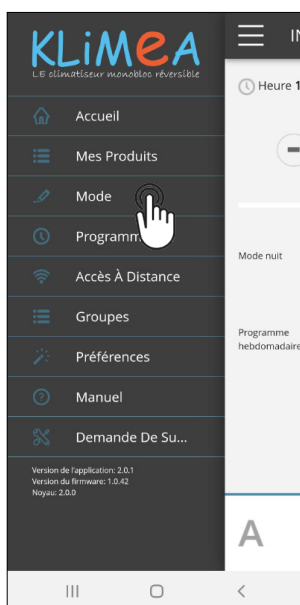 KLiMeA
LE climatiseur monobloc réversible
Accueil
Mes Produits
Mode
Accès À Distance
Groupes
Préférences
Manuel
Demande De Su...
Version de l'application: 2.0.1
Version du firmware: 1.0.42
Noyau: 2.0.0
Heure
Mode nuit
Programme
hebdomadaire
A